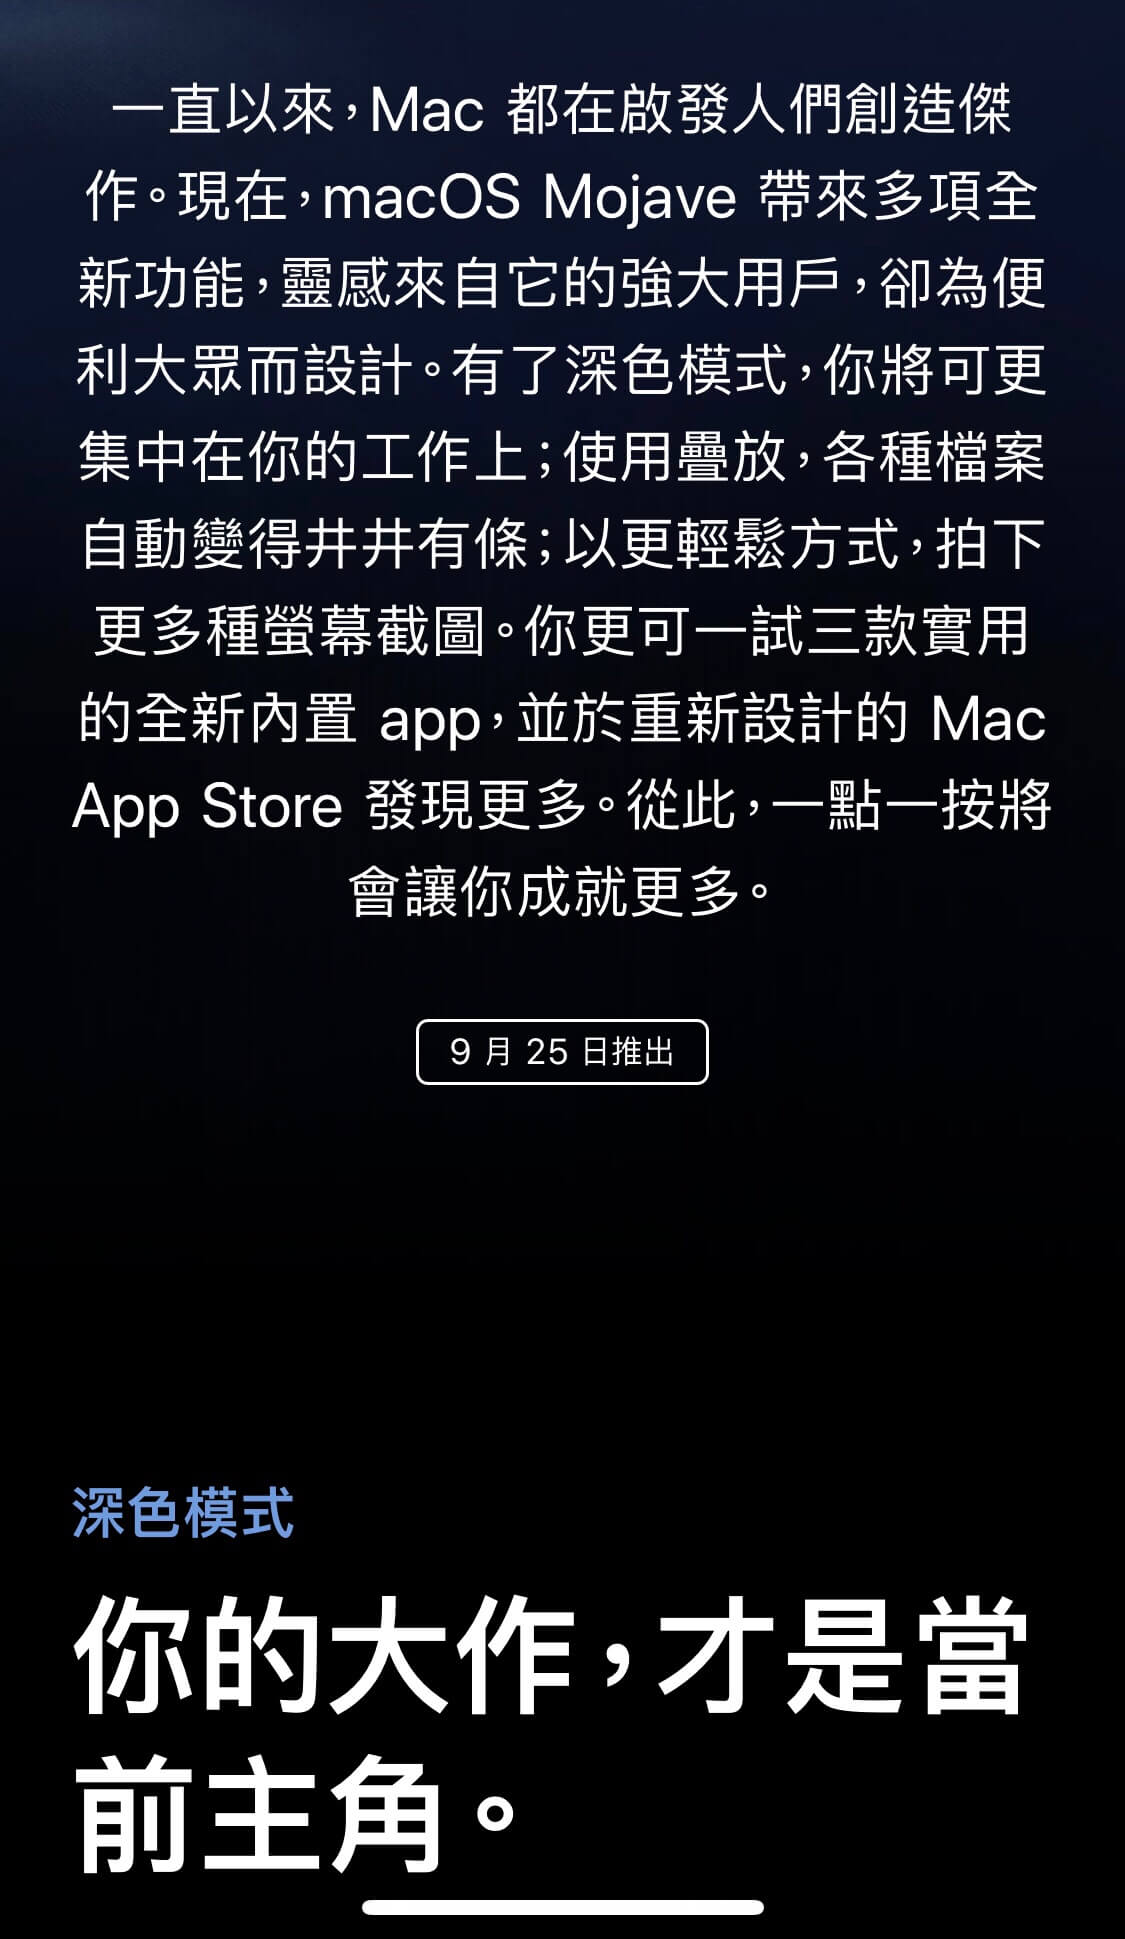 一直以來，Mac 都在啟發人們創造傑
作。現在，macOS Mojave 帶來多項全
新功能，靈感來自它的強大用戶，卻為便
利大眾而設計。有了深色模式，你將可更
集中在你的工作上；使用疊放，各種檔案
自動變得井井有條；以更輕鬆方式，拍下
更多種螢幕截圖。你更可一試三款實用
的全新內置 app，並於重新設計的 Mac
App Store 發現更多。從此，一點一按將
會讓你成就更多。
9 月 25 日推出
深色模式
你的大作，才是當
前主角。